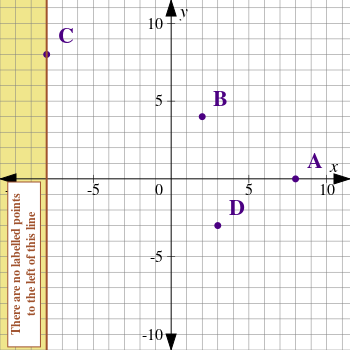 10
y
C
5
B
A
x
-5
0
5
10
D
-5
-10
There are no labelled points
to the left of this line